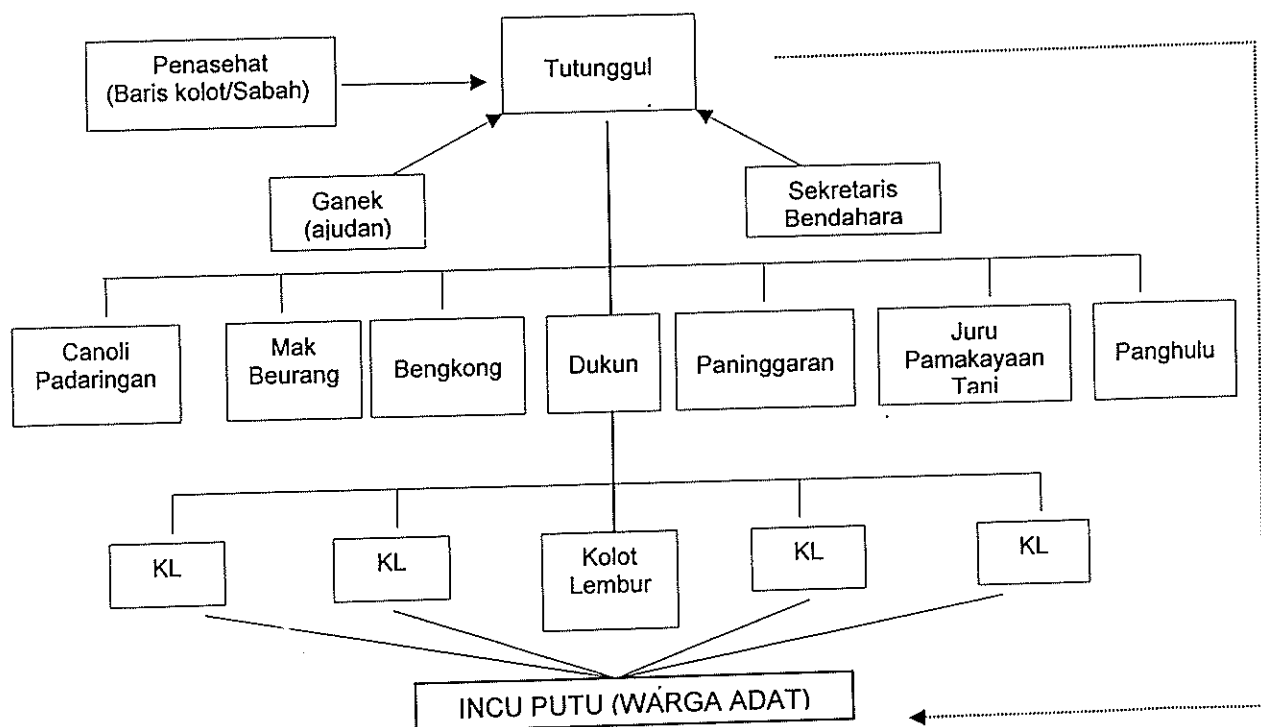 Penasehat
(Baris kolot/Sabah)
Tutunggul
Ganek
(ajudan)
Sekretaris
Bendahara
Canoli
Padaringan
Mak
Beurang
Bengkong
Dukun
Paninggaran
Juru
Pamakayaan
Tani
Panghulu
KL
KL
Kolot
Lembur
KL
KL
INCU PUTU (WARGA ADAT)